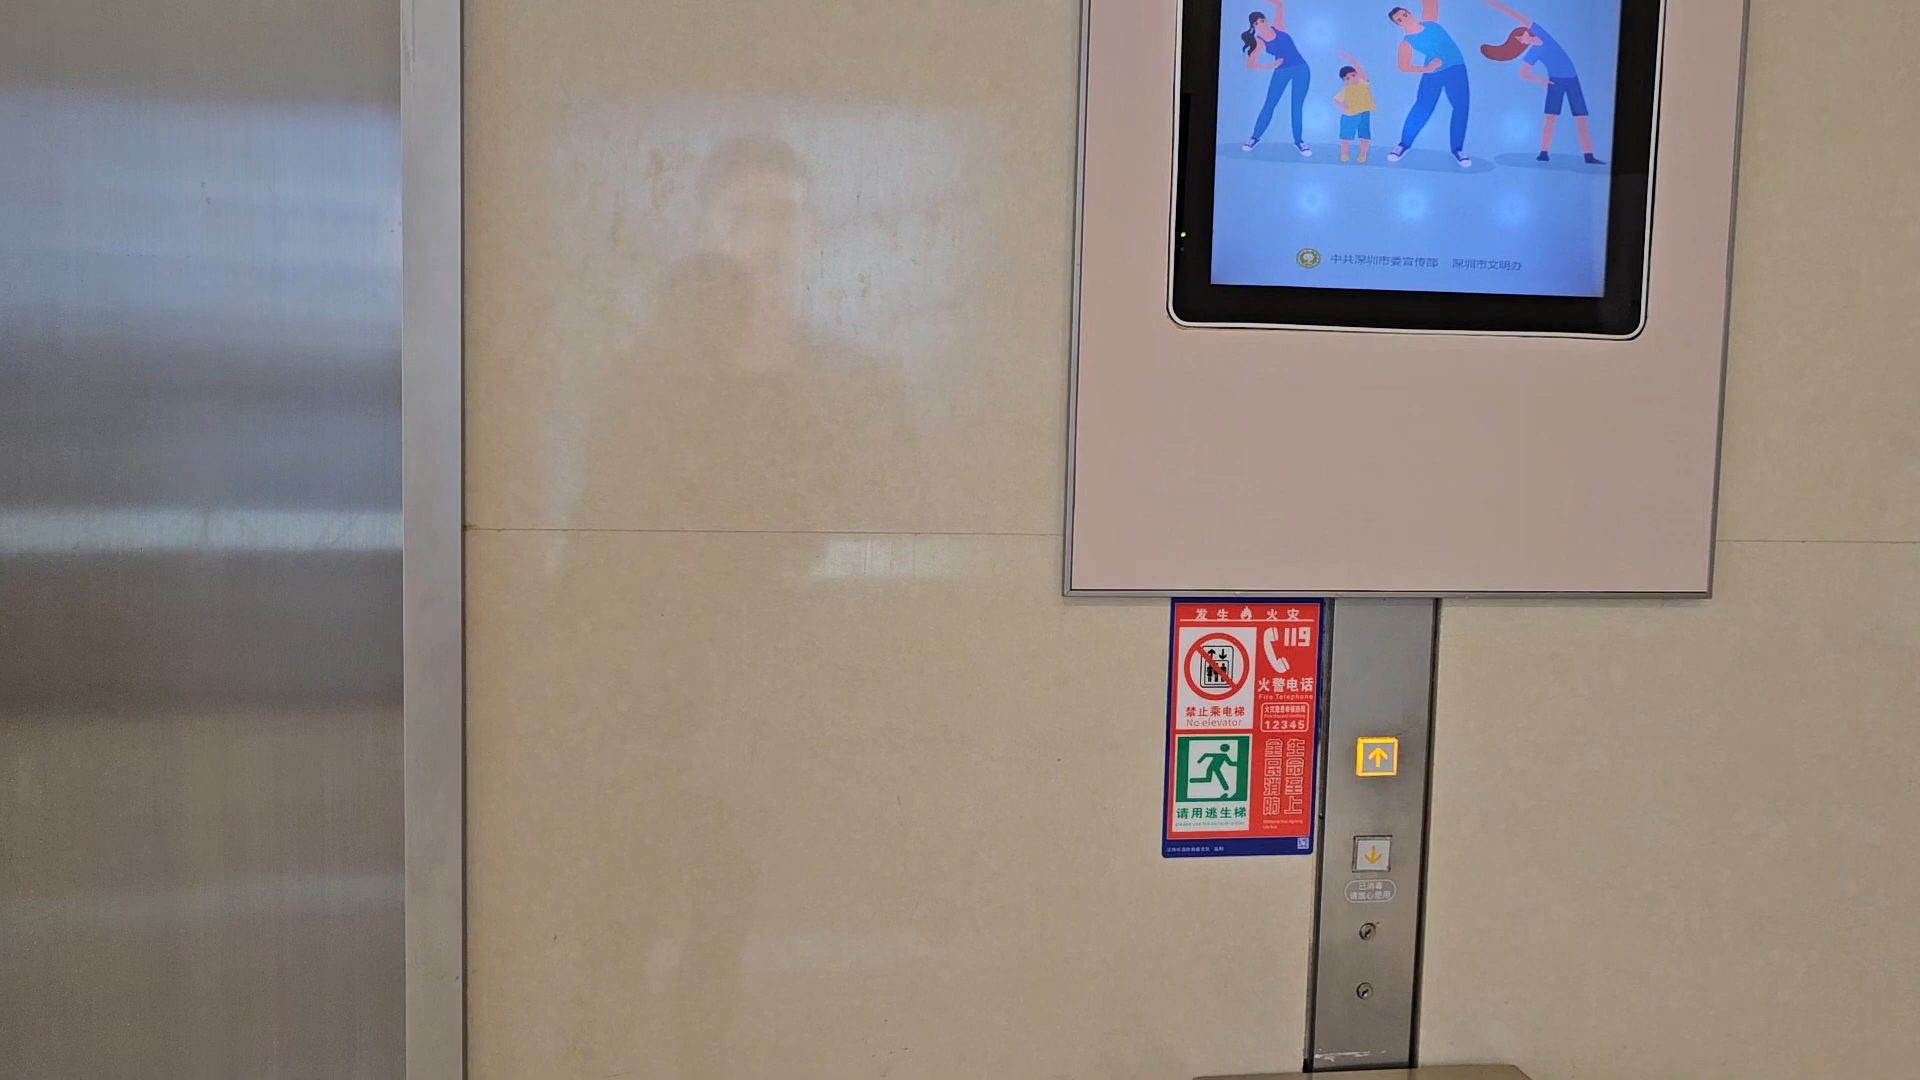 中共深圳市委宣传部 深圳市文明办
发生火灾
119
火警电话
Fire Telephone
禁止乘电梯
No elevator
12345
请用逃生梯
生命至上
全民消防
已消毒
请放心使用